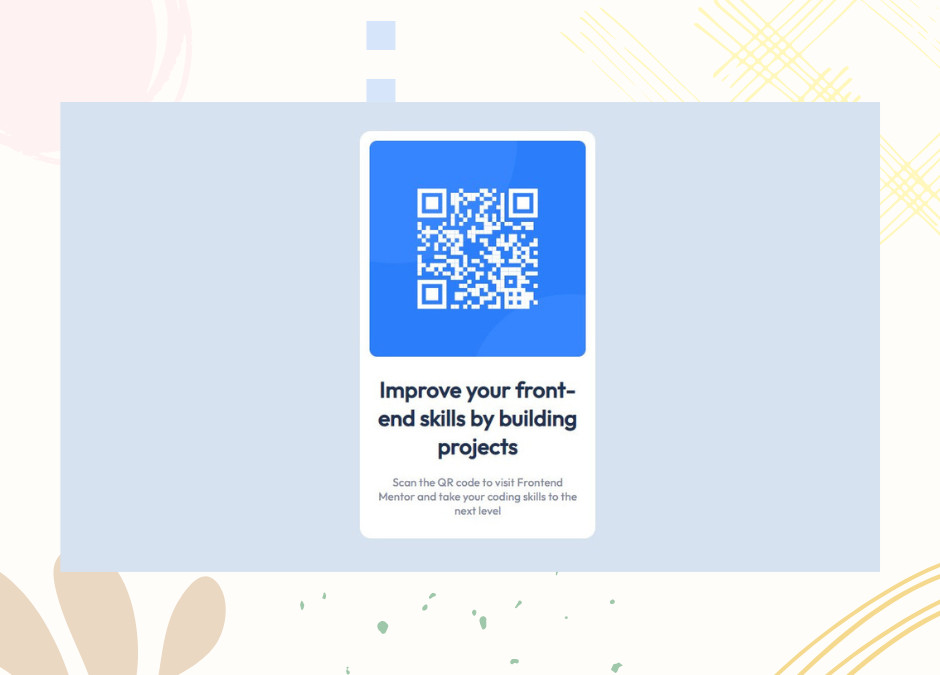 Improve your front-
end skills by building
projects
Scan the QR code to visit Frontend
Mentor and take your coding skills to the
next level